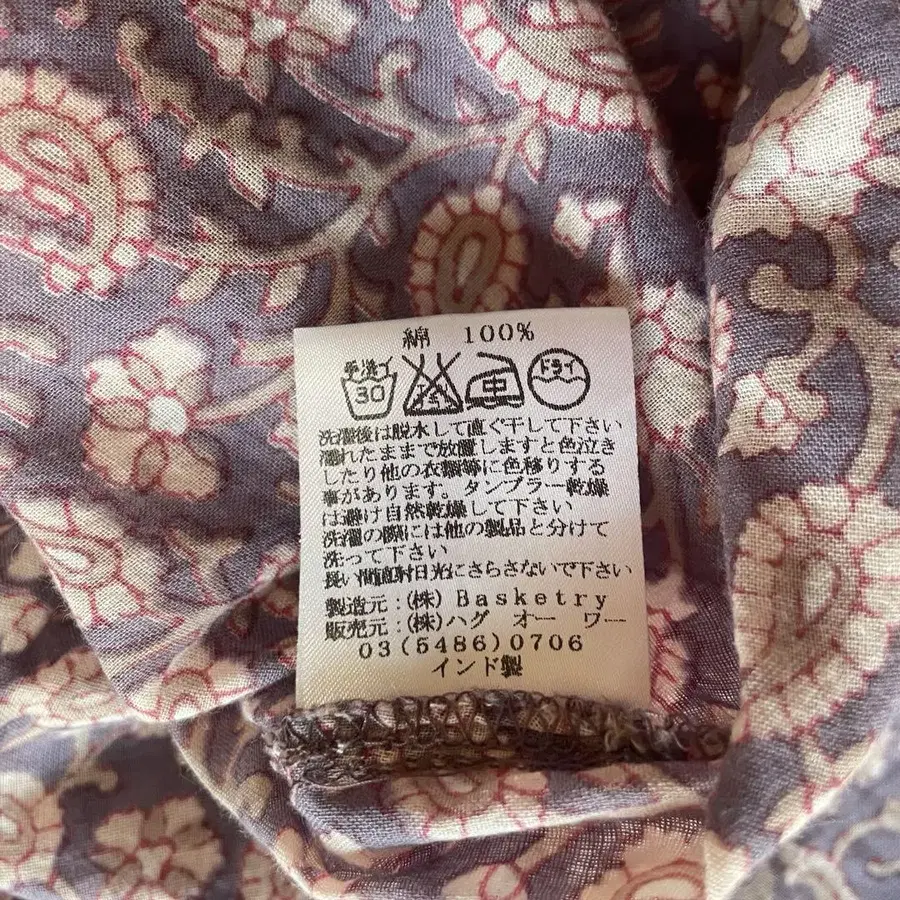 綿 100%
手洗イ
30
エンソ
中
ドライ
洗濯後は脱水して直ぐ干して下さい
濡れたままで放置しますと色泣き
したり他の衣類等に色移りする
事があります。タンブラー乾燥
は避け自然乾燥して下さい
洗濯の際には他の製品と分けて
洗って下さい
長い間直射日光にさらさないで下さい
製造元:(株)Basketry
販売元:(株)ハグ オー ワー
03(5486)0706
インド製